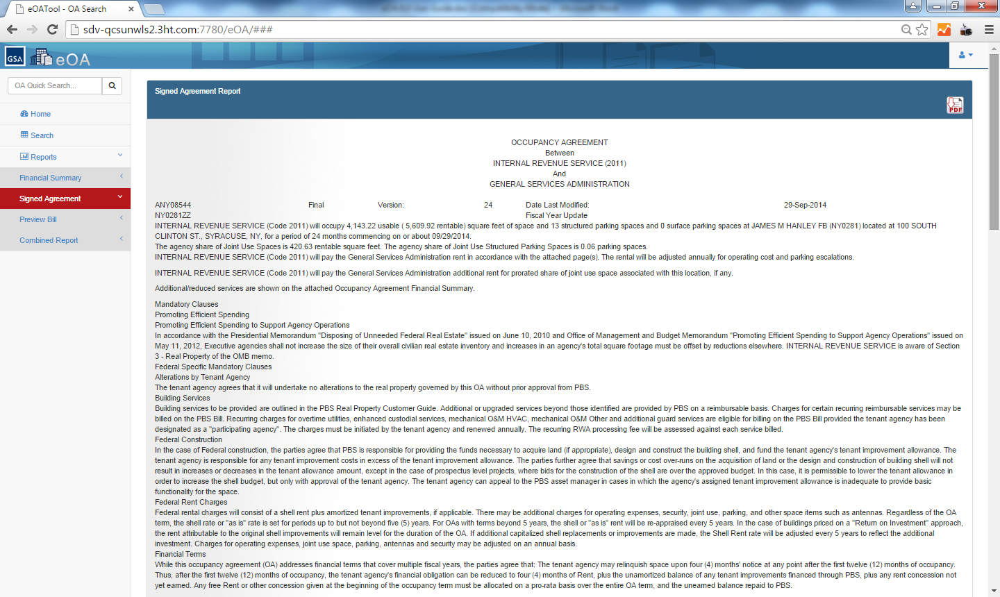 eOATool - OA Search
sdv-qcsunwls2.3ht.com:7780/eOA/###
GSA eOA
OA Quick Search...
Home
Search
Reports
Financial Summary
Signed Agreement
Preview Bill
Combined Report
Signed Agreement Report
PDF
OCCUPANCY AGREEMENT
Between
INTERNAL REVENUE SERVICE (2011)
And
GENERAL SERVICES ADMINISTRATION
ANY08544 Final Version: 24 Date Last Modified: 29-Sep-2014
NY0281ZZ Fiscal Year Update
INTERNAL REVENUE SERVICE (Code 2011) will occupy 4,143.22 usable ( 5,609.92 rentable) square feet of space and 13 structured parking spaces and 0 surface parking spaces at JAMES M HANLEY FB (NY0281) located at 100 SOUTH
CLINTON ST., SYRACUSE, NY, for a period of 24 months commencing on or about 09/29/2014.
The agency share of Joint Use Spaces is 420.63 rentable square feet. The agency share of Joint Use Structured Parking Spaces is 0.06 parking spaces.
INTERNAL REVENUE SERVICE (Code 2011) will pay the General Services Administration rent in accordance with the attached page(s). The rental will be adjusted annually for operating cost and parking escalations.
INTERNAL REVENUE SERVICE (Code 2011) will pay the General Services Administration additional rent for prorated share of joint use space associated with this location, if any.
Additional/reduced services are shown on the attached Occupancy Agreement Financial Summary.
Mandatory Clauses
Promoting Efficient Spending
Promoting Efficient Spending to Support Agency Operations
In accordance with the Presidential Memorandum "Disposing of Unneeded Federal Real Estate" issued on June 10, 2010 and Office of Management and Budget Memorandum "Promoting Efficient Spending to Support Agency Operations" issued on
May 11, 2012, Executive agencies shall not increase the size of their overall civilian real estate inventory and increases in an agency's total square footage must be offset by reductions elsewhere. INTERNAL REVENUE SERVICE is aware of Section
3 - Real Property of the OMB memo.
Federal Specific Mandatory Clauses
Alterations by Tenant Agency
The tenant agency agrees that it will undertake no alterations to the real property governed by this OA without prior approval from PBS.
Building Services
Building services to be provided are outlined in the PBS Real Property Customer Guide. Additional or upgraded services beyond those identified are provided by PBS on a reimbursable basis. Charges for certain recurring reimbursable services may be
billed on the PBS Bill. Recurring charges for overtime utilities, enhanced custodial services, mechanical O&M HVAC, mechanical O&M Other and additional guard services are eligible for billing on the PBS Bill provided the tenant agency has been
designated as a "participating agency". The charges must be initiated by the tenant agency and renewed annually. The recurring RWA processing fee will be assessed against each service billed.
Federal Construction
In the case of Federal construction, the parties agree that PBS is responsible for providing the funds necessary to acquire land (if appropriate), design and construct the building shell, and fund the tenant agency's tenant improvement allowance. The
tenant agency is responsible for any tenant improvement costs in excess of the tenant improvement allowance. The parties further agree that savings or cost over-runs on the acquisition of land or the design and construction of building shell will not
result in increases or decreases in the tenant allowance amount, except in the case of prospectus level projects, where bids for the construction of the shell are over the approved budget. In this case, it is permissible to lower the tenant allowance in
order to increase the shell budget, but only with approval of the tenant agency. The tenant agency can appeal to the PBS asset manager in cases in which the agency's assigned tenant improvement allowance is inadequate to provide basic
functionality for the space.
Federal Rent Charges
Federal rental charges will consist of a shell rent plus amortized tenant improvements, if applicable. There may be additional charges for operating expenses, security, joint use, parking, and other space items such as antennas. Regardless of the OA
term, the shell rate or "as is" rate is set for periods up to but not beyond five (5) years. For OAs with terms beyond 5 years, the shell or "as is" rent will be re-appraised every 5 years. In the case of buildings priced on a "Return on Investment" approach,
the rent attributable to the original shell improvements will remain level for the duration of the OA. If additional capitalized shell replacements or improvements are made, the Shell Rent rate will be adjusted every 5 years to reflect the additional
investment. Charges for operating expenses, joint use space, parking, antennas and security may be adjusted on an annual basis.
Financial Terms
While this occupancy agreement (OA) addresses financial terms that cover multiple fiscal years, the parties agree that: The tenant agency may relinquish space upon four (4) months' notice at any point after the first twelve (12) months of occupancy.
Thus, after the first twelve (12) months of occupancy, the tenant agency's financial obligation can be reduced to four (4) months of Rent, plus the unamortized balance of any tenant improvements financed through PBS, plus any rent concession not
yet earned. Any free Rent or other concession given at the beginning of the occupancy term must be allocated on a pro-rata basis over the entire OA term, and the unearned balance repaid to PBS.